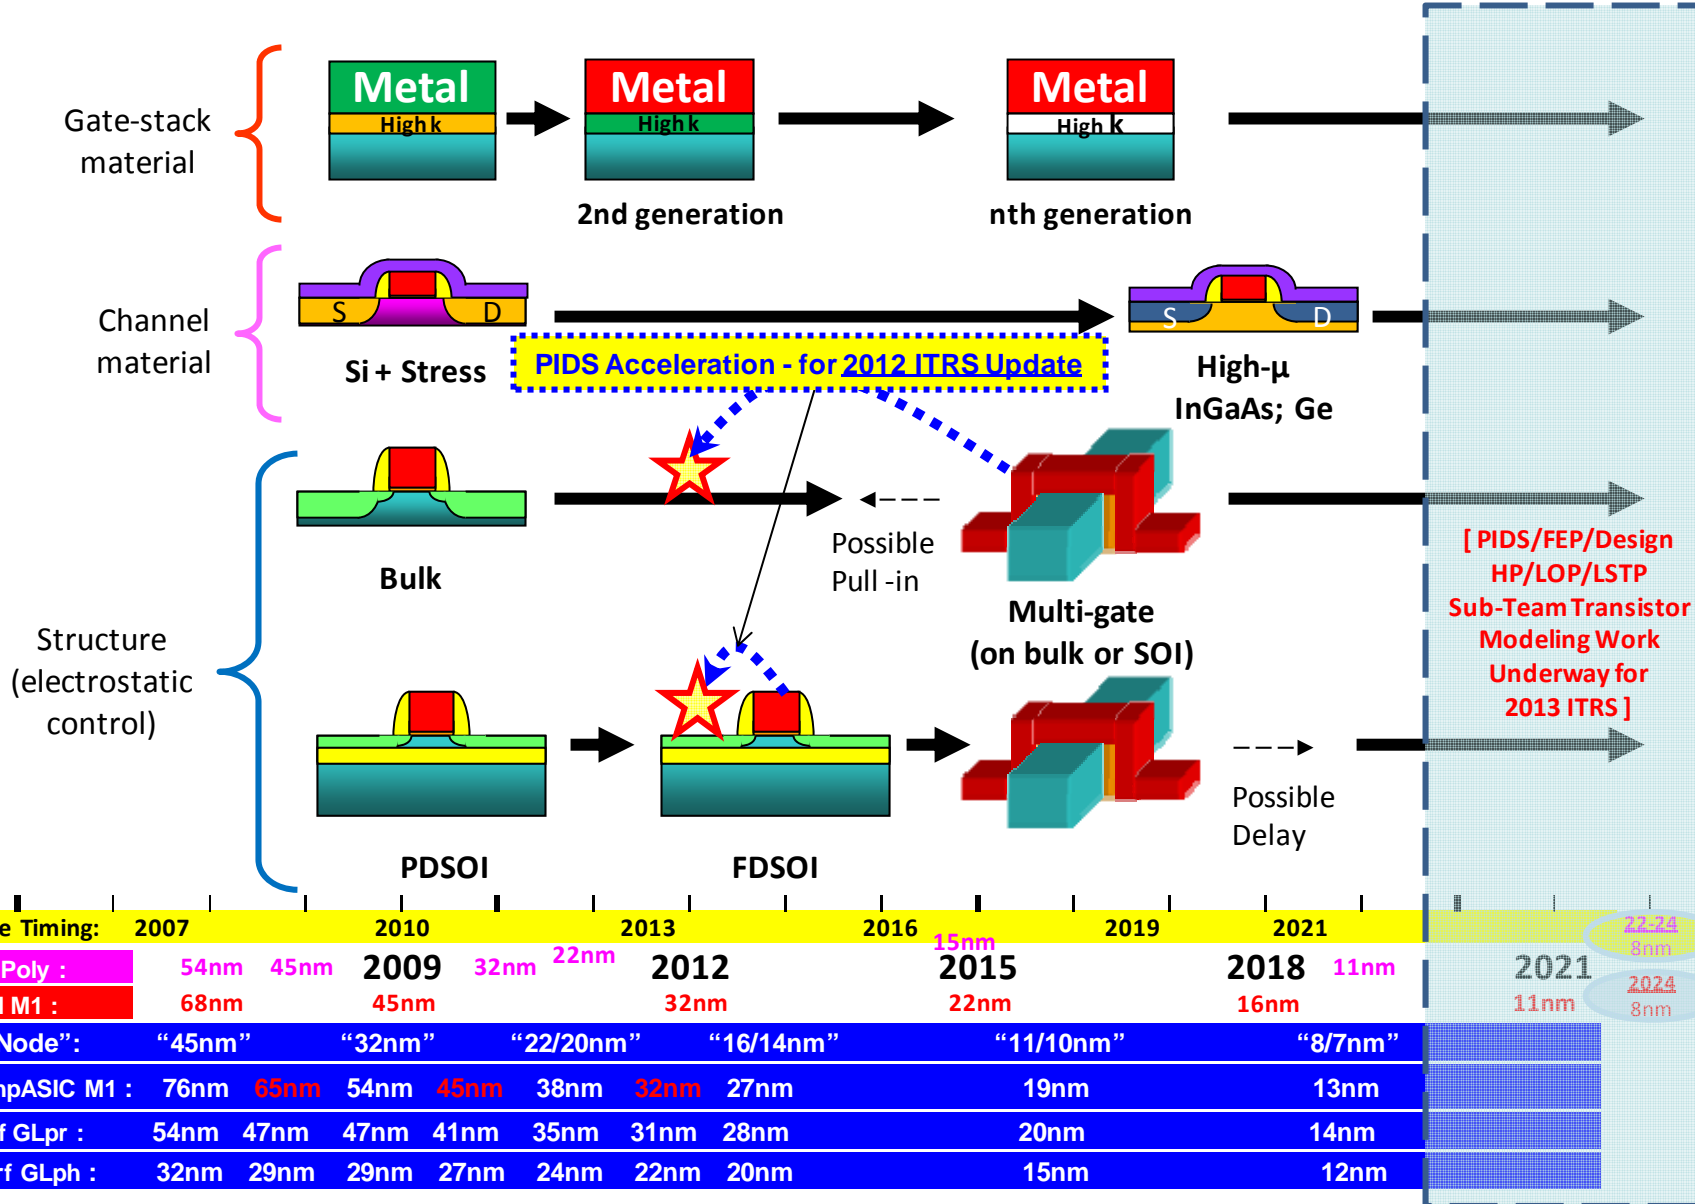 Gate-stack
material
Metal
High k
Metal
High k
2nd generation
Metal
High k
nth generation
Channel
material
S D
Si + Stress
S D
High-μ
InGaAs; Ge
PIDS Acceleration - for 2012 ITRS Update
Structure
(electrostatic
control)
Bulk
Possible
Pull -in
Multi-gate
(on bulk or SOI)
PDSOI
FDSOI
Possible
Delay
[ PIDS/FEP/Design
HP/LOP/LSTP
Sub-Team Transistor
Modeling Work
Underway for
2013 ITRS ]
e Timing: 2007 2010 2013 2016 2019 2021 22-24
Poly : 54nm 45nm 2009 32nm 22nm 2012 15nm 2015 2018 11nm 2021 8nm
M1 : 68nm 45nm 32nm 22nm 16nm 11nm 2024 8nm
Node”: “45nm” “32nm” “22/20nm” “16/14nm” “11/10nm” “8/7nm”
npASIC M1 : 76nm 65nm 54nm 45nm 38nm 32nm 27nm 19nm 13nm
f GLpr : 54nm 47nm 47nm 41nm 35nm 31nm 28nm 20nm 14nm
rf GLph : 32nm 29nm 29nm 27nm 24nm 22nm 20nm 15nm 12nm